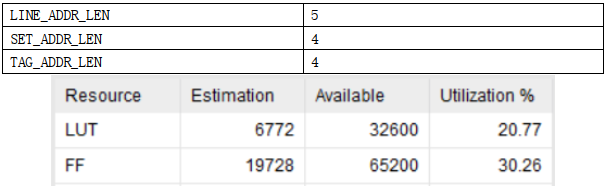 LINE_ADDR_LEN 5
SET_ADDR_LEN 4
TAG_ADDR_LEN 4
Resource Estimation Available Utilization %
LUT 6772 32600 20.77
FF 19728 65200 30.26